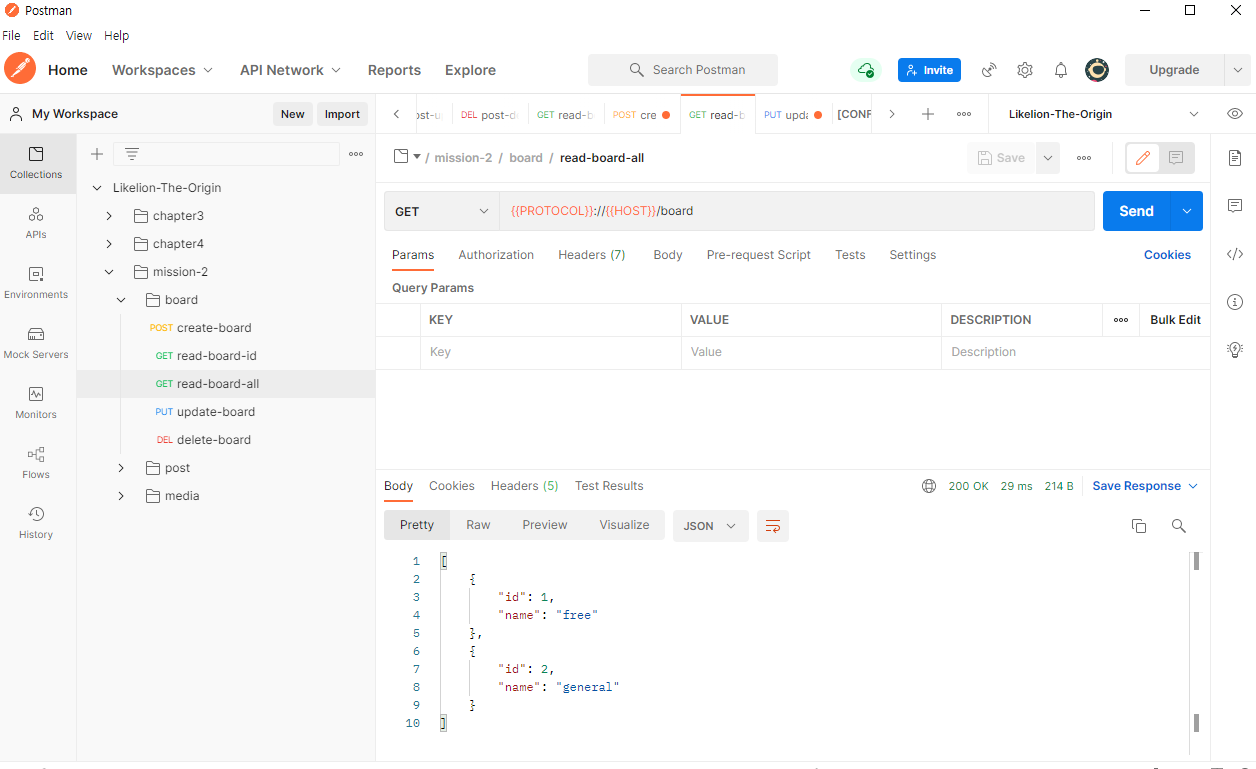 Postman
File Edit View Help
Home Workspaces API Network Reports Explore Search Postman Invite Upgrade
My Workspace New Import
post-u DEL post-d GET read-b POST cre GET read-b PUT upda [CONF Likelion-The-Origin
Collections
APIs
Environments
Mock Servers
Monitors
Flows
History
Likelion-The-Origin
chapter3
chapter4
mission-2
board
POST create-board
GET read-board-id
GET read-board-all
PUT update-board
DEL delete-board
post
media
/ mission-2 / board / read-board-all Save
GET {{PROTOCOL}}://{{HOST}}/board Send
Params Authorization Headers (7) Body Pre-request Script Tests Settings Cookies
Query Params
KEY VALUE DESCRIPTION Bulk Edit
Key Value Description
Body Cookies Headers (5) Test Results 200 OK 29 ms 214 B Save Response
Pretty Raw Preview Visualize JSON
1 [
2 {
3 "id": 1,
4 "name": "free"
5 },
6 {
7 "id": 2,
8 "name": "general"
9 }
10 ]